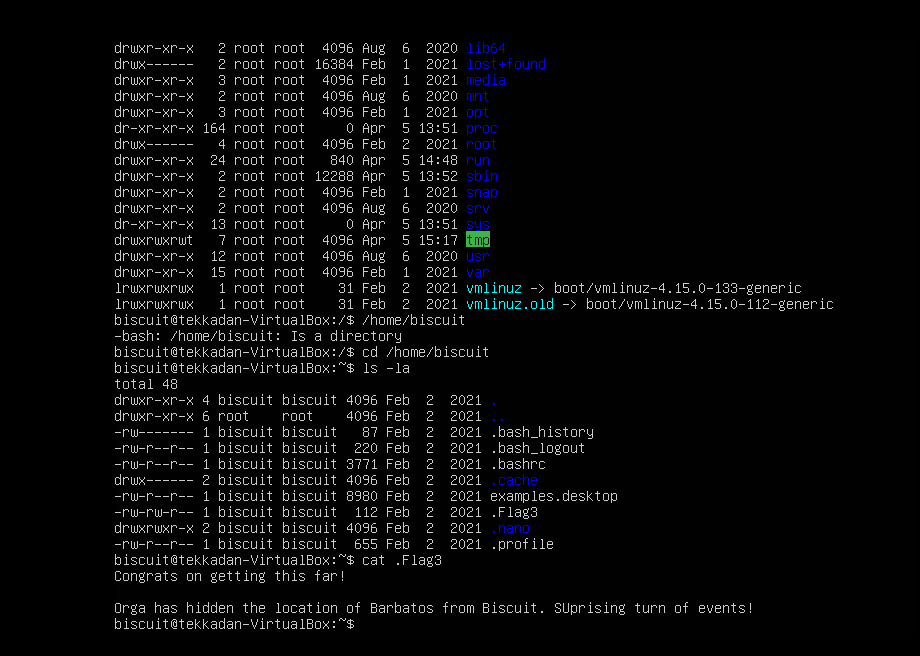 drwxr-xr-x   2 root root  4096 Aug  6  2020 lib64
drwx------   2 root root 16384 Feb  1  2021 lost+found
drwxr-xr-x   3 root root  4096 Feb  1  2021 media
drwxr-xr-x   2 root root  4096 Aug  6  2020 mnt
drwxr-xr-x   3 root root  4096 Feb  1  2021 opt
dr-xr-xr-x 164 root root     0 Apr  5 13:51 proc
drwx------   4 root root  4096 Feb  2  2021 root
drwxr-xr-x  24 root root   840 Apr  5 14:48 run
drwxr-xr-x   2 root root 12288 Apr  5 13:52 sbin
drwxr-xr-x   2 root root  4096 Feb  1  2021 snap
drwxr-xr-x   2 root root  4096 Aug  6  2020 srv
dr-xr-xr-x  13 root root     0 Apr  5 13:51 sys
drwxrwxrwt   7 root root  4096 Apr  5 15:17 tmp
drwxr-xr-x  12 root root  4096 Aug  6  2020 usr
drwxr-xr-x  15 root root  4096 Feb  1  2021 var
lrwxrwxrwx   1 root root    31 Feb  2  2021 vmlinuz -> boot/vmlinuz-4.15.0-133-generic
lrwxrwxrwx   1 root root    31 Feb  2  2021 vmlinuz.old -> boot/vmlinuz-4.15.0-112-generic
biscuit@tekkadan-VirtualBox:/$ /home/biscuit
-bash: /home/biscuit: Is a directory
biscuit@tekkadan-VirtualBox:/$ cd /home/biscuit
biscuit@tekkadan-VirtualBox:~$ ls -la
total 48
drwxr-xr-x 4 biscuit biscuit 4096 Feb  2  2021 .
drwxr-xr-x 6 root    root    4096 Feb  2  2021 ..
-rw------- 1 biscuit biscuit   87 Feb  2  2021 .bash_history
-rw-r--r-- 1 biscuit biscuit  220 Feb  2  2021 .bash_logout
-rw-r--r-- 1 biscuit biscuit 3771 Feb  2  2021 .bashrc
drwx------ 2 biscuit biscuit 4096 Feb  2  2021 .cache
-rw-r--r-- 1 biscuit biscuit 8980 Feb  2  2021 examples.desktop
-rw-rw-r-- 1 biscuit biscuit  112 Feb  2  2021 .Flag3
drwxrwxr-x 2 biscuit biscuit 4096 Feb  2  2021 .nano
-rw-r--r-- 1 biscuit biscuit  655 Feb  2  2021 .profile
biscuit@tekkadan-VirtualBox:~$ cat .Flag3
Congrats on getting this far!
Orga has hidden the location of Barbatos from Biscuit. SUprising turn of events!
biscuit@tekkadan-VirtualBox:~$